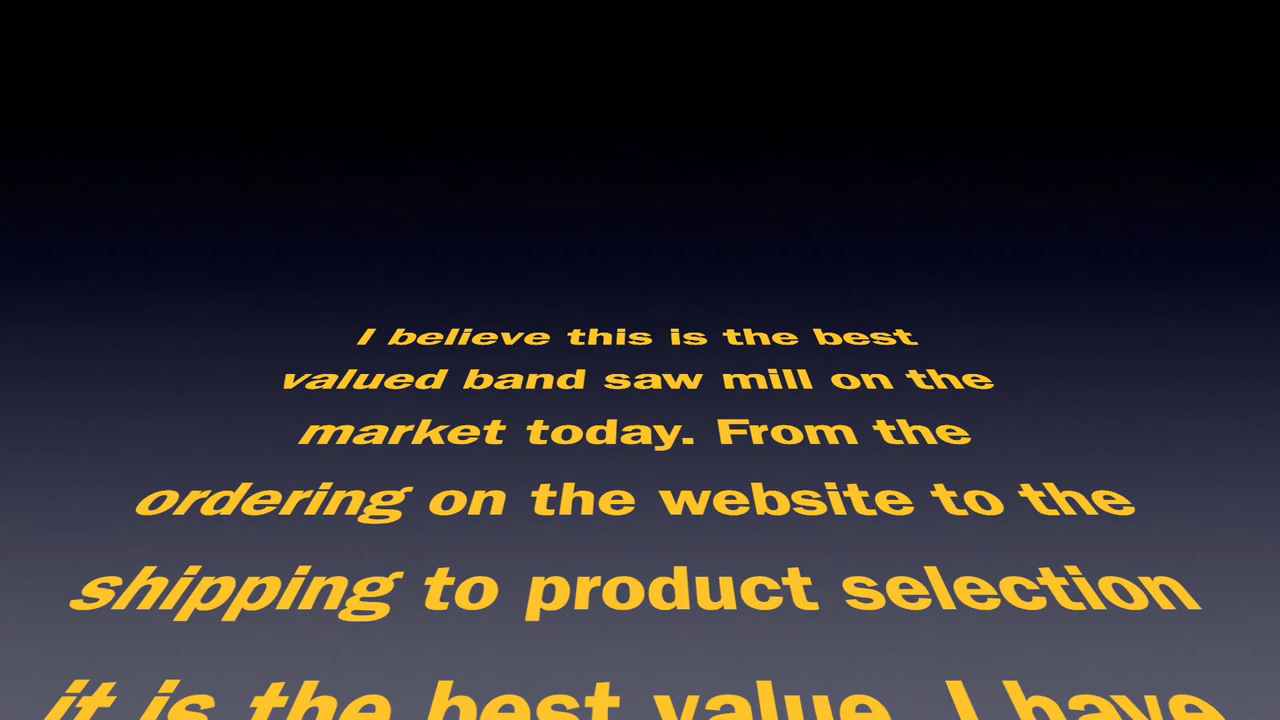 I believe this is the best
valued band saw mill on the
market today. From the
ordering on the website to the
shipping to product selection
it is the best value. I have